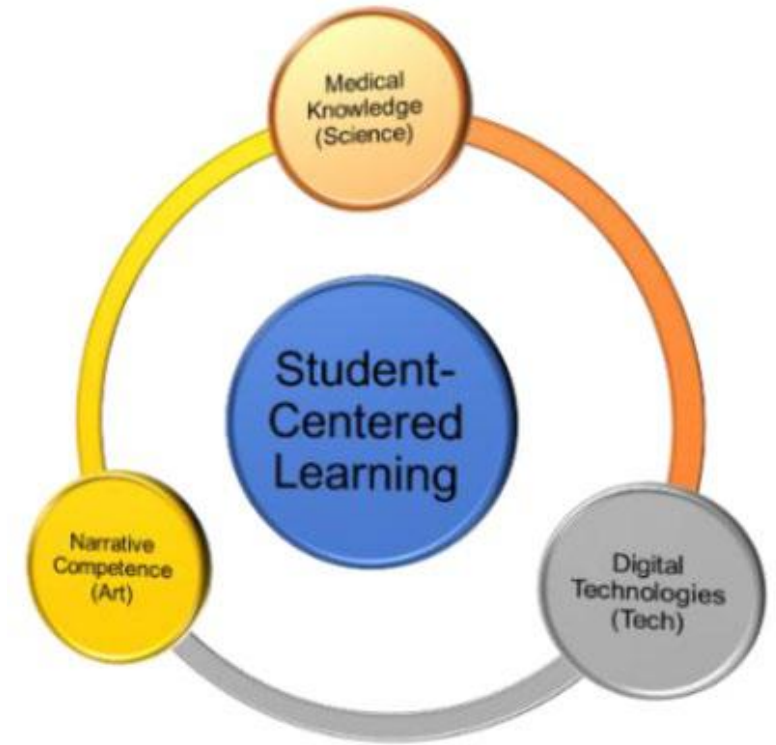 Medical
Knowledge
(Science)
Student-
Centered
Learning
Narrative
Competence
(Art)
Digital
Technologies
(Tech)